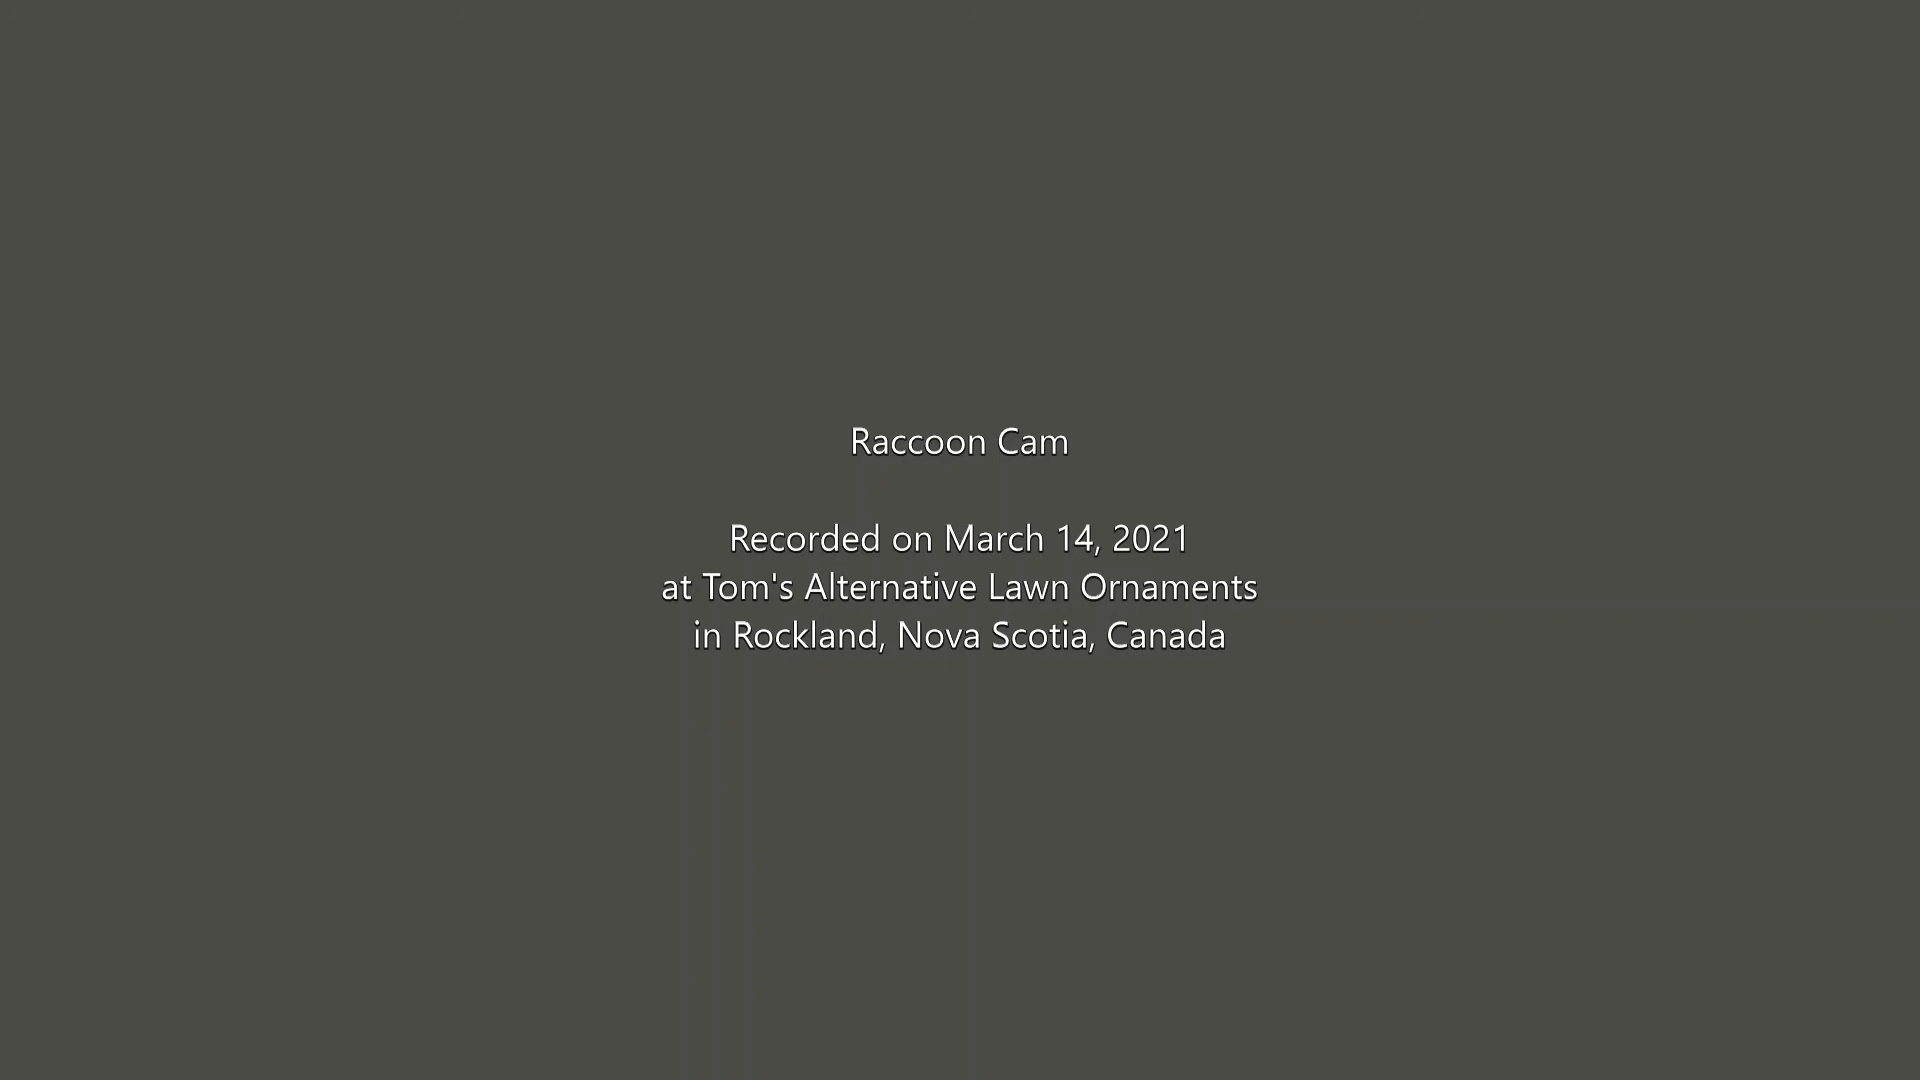 Raccoon Cam
Recorded on March 14, 2021
at Tom's Alternative Lawn Ornaments
in Rockland, Nova Scotia, Canada